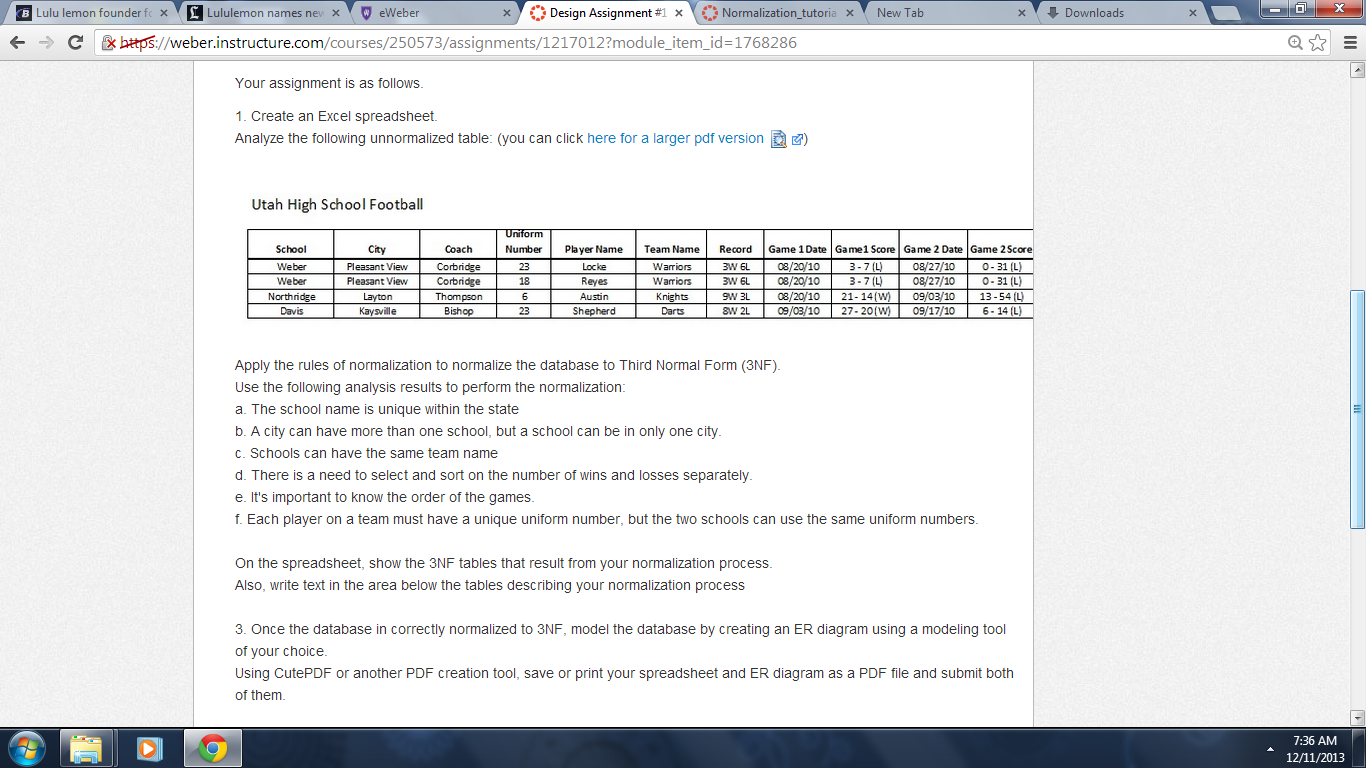 Lulu lemon founder fo
Lululemon names new
eWeber
Design Assignment #1
Normalization_tutoria
New Tab
Downloads
https://weber.instructure.com/courses/250573/assignments/1217012?module_item_id=1768286
Your assignment is as follows.
1. Create an Excel spreadsheet.
Analyze the following unnormalized table: (you can click here for a larger pdf version )
Utah High School Football
School City Coach Uniform Number Player Name Team Name Record Game 1 Date Game1 Score Game 2 Date Game 2 Score
Weber Pleasant View Corbridge 23 Locke Warriors 3W 6L 08/20/10 3 - 7 (L) 08/27/10 0 - 31 (L)
Weber Pleasant View Corbridge 18 Reyes Warriors 3W 6L 08/20/10 3 - 7 (L) 08/27/10 0 - 31 (L)
Northridge Layton Thompson 6 Austin Knights 9W 3L 08/20/10 21 - 14 (W) 09/03/10 13 - 54 (L)
Davis Kaysville Bishop 23 Shepherd Darts 8W 2L 09/03/10 27 - 20 (W) 09/17/10 6 - 14 (L)
Apply the rules of normalization to normalize the database to Third Normal Form (3NF).
Use the following analysis results to perform the normalization:
a. The school name is unique within the state
b. A city can have more than one school, but a school can be in only one city.
c. Schools can have the same team name
d. There is a need to select and sort on the number of wins and losses separately.
e. It's important to know the order of the games.
f. Each player on a team must have a unique uniform number, but the two schools can use the same uniform numbers.
On the spreadsheet, show the 3NF tables that result from your normalization process.
Also, write text in the area below the tables describing your normalization process
3. Once the database in correctly normalized to 3NF, model the database by creating an ER diagram using a modeling tool
of your choice.
Using CutePDF or another PDF creation tool, save or print your spreadsheet and ER diagram as a PDF file and submit both
of them.
7:36 AM
12/11/2013